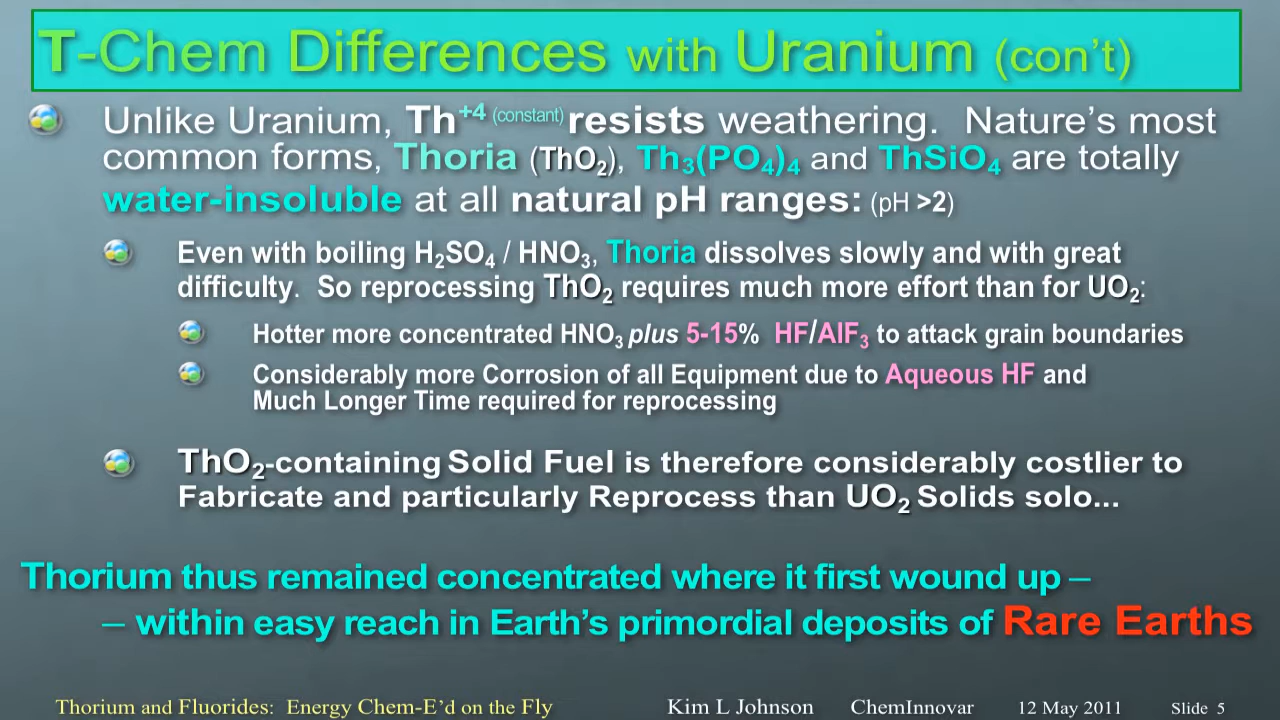 T-Chem Differences with Uranium (con't)
Unlike Uranium, Th+4 (constant) resists weathering. Nature's most
common forms, Thoria (ThO2), Th3(PO4)4 and ThSiO4 are totally
water-insoluble at all natural pH ranges: (pH >2)
Even with boiling H2SO4 / HNO3, Thoria dissolves slowly and with great
difficulty. So reprocessing ThO2 requires much more effort than for UO2:
Hotter more concentrated HNO3 plus 5-15% HF/AlF3 to attack grain boundaries
Considerably more Corrosion of all Equipment due to Aqueous HF and
Much Longer Time required for reprocessing
ThO2-containing Solid Fuel is therefore considerably costlier to
Fabricate and particularly Reprocess than UO2 Solids solo...
Thorium thus remained concentrated where it first wound up –
– within easy reach in Earth's primordial deposits of Rare Earths
Thorium and Fluorides: Energy Chem-E'd on the Fly Kim L Johnson ChemInnovar 12 May 2011 Slide 5